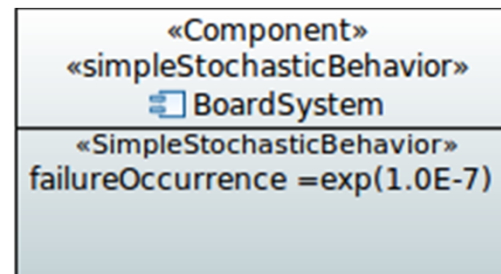 «Component»
«simpleStochasticBehavior»
BoardSystem
«SimpleStochasticBehavior»
failureOccurrence =exp(1.0E-7)